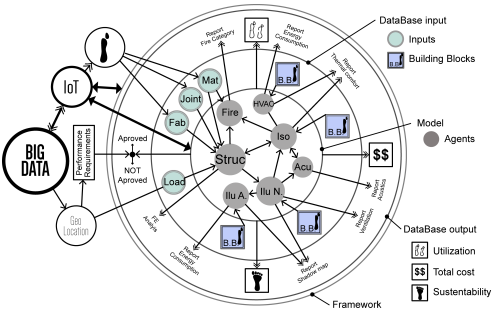 DataBase input
Inputs
B.B
Building Blocks
Report
Fire Category
Report
Energy
Consumption
Report
Thermal comfort
IoT
Mat
B.B
Joint
Fire
HVAC
Fab
Iso
B.B
Model
Agents
BIG
DATA
Performance
Requirements
Aproved
NOT
Aproved
Struc
Acu
$$
Load
Ilu A.
Ilu N.
Report
Acustics
Geo
Location
FE
Analys
B.B
B.B
Report
Ventilation
DataBase output
Utilization
$$
Total cost
Sustentability
Report
Energy
Consumption
Report
Shadow map
Framework